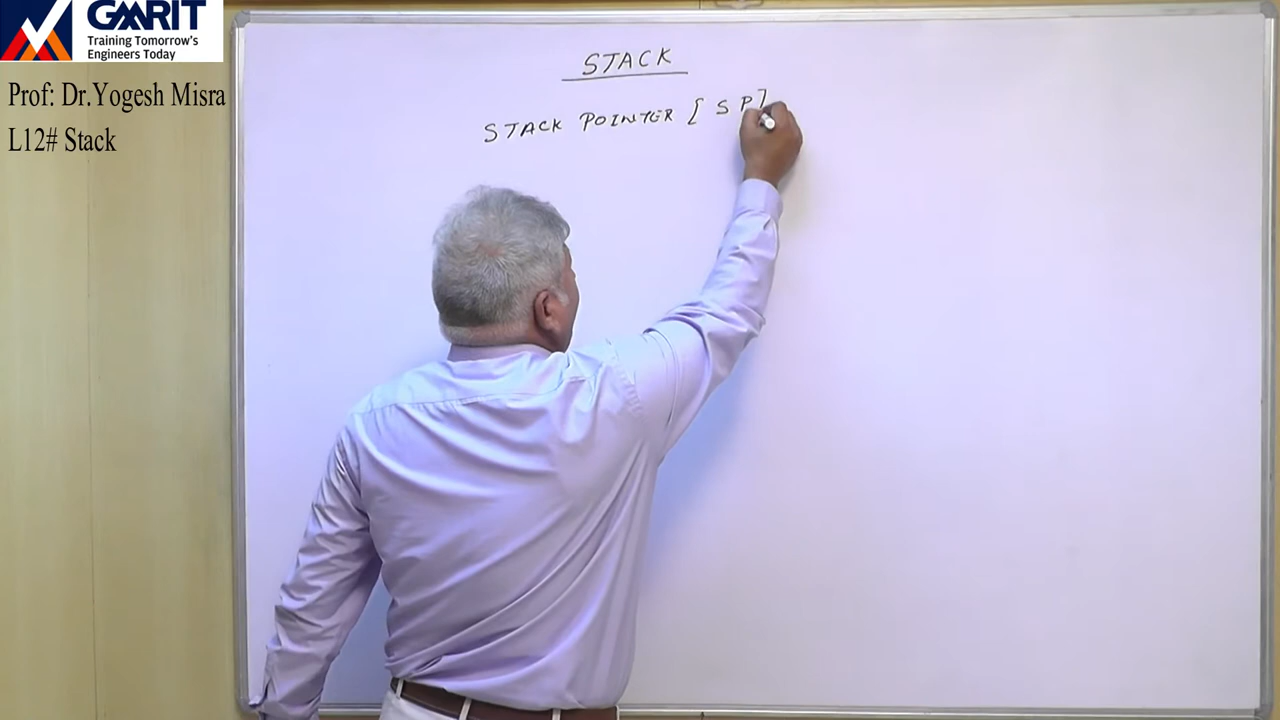 GMRIT
Training Tomorrow's
Engineers Today
Prof: Dr.Yogesh Misra
L12# Stack
STACK
STACK POINTER [ SP]